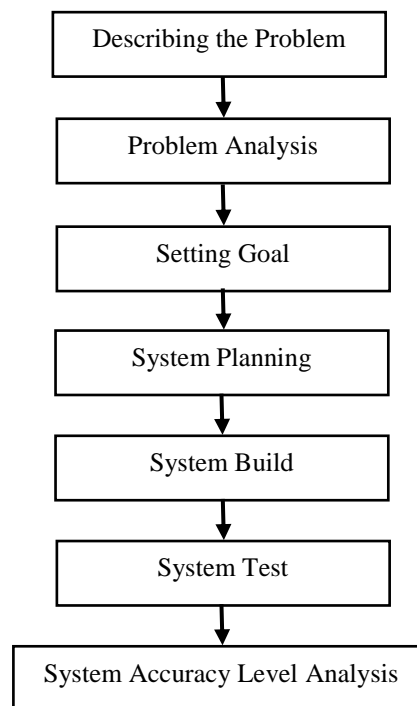 Describing the Problem
Problem Analysis
Setting Goal
System Planning
System Build
System Test
System Accuracy Level Analysis